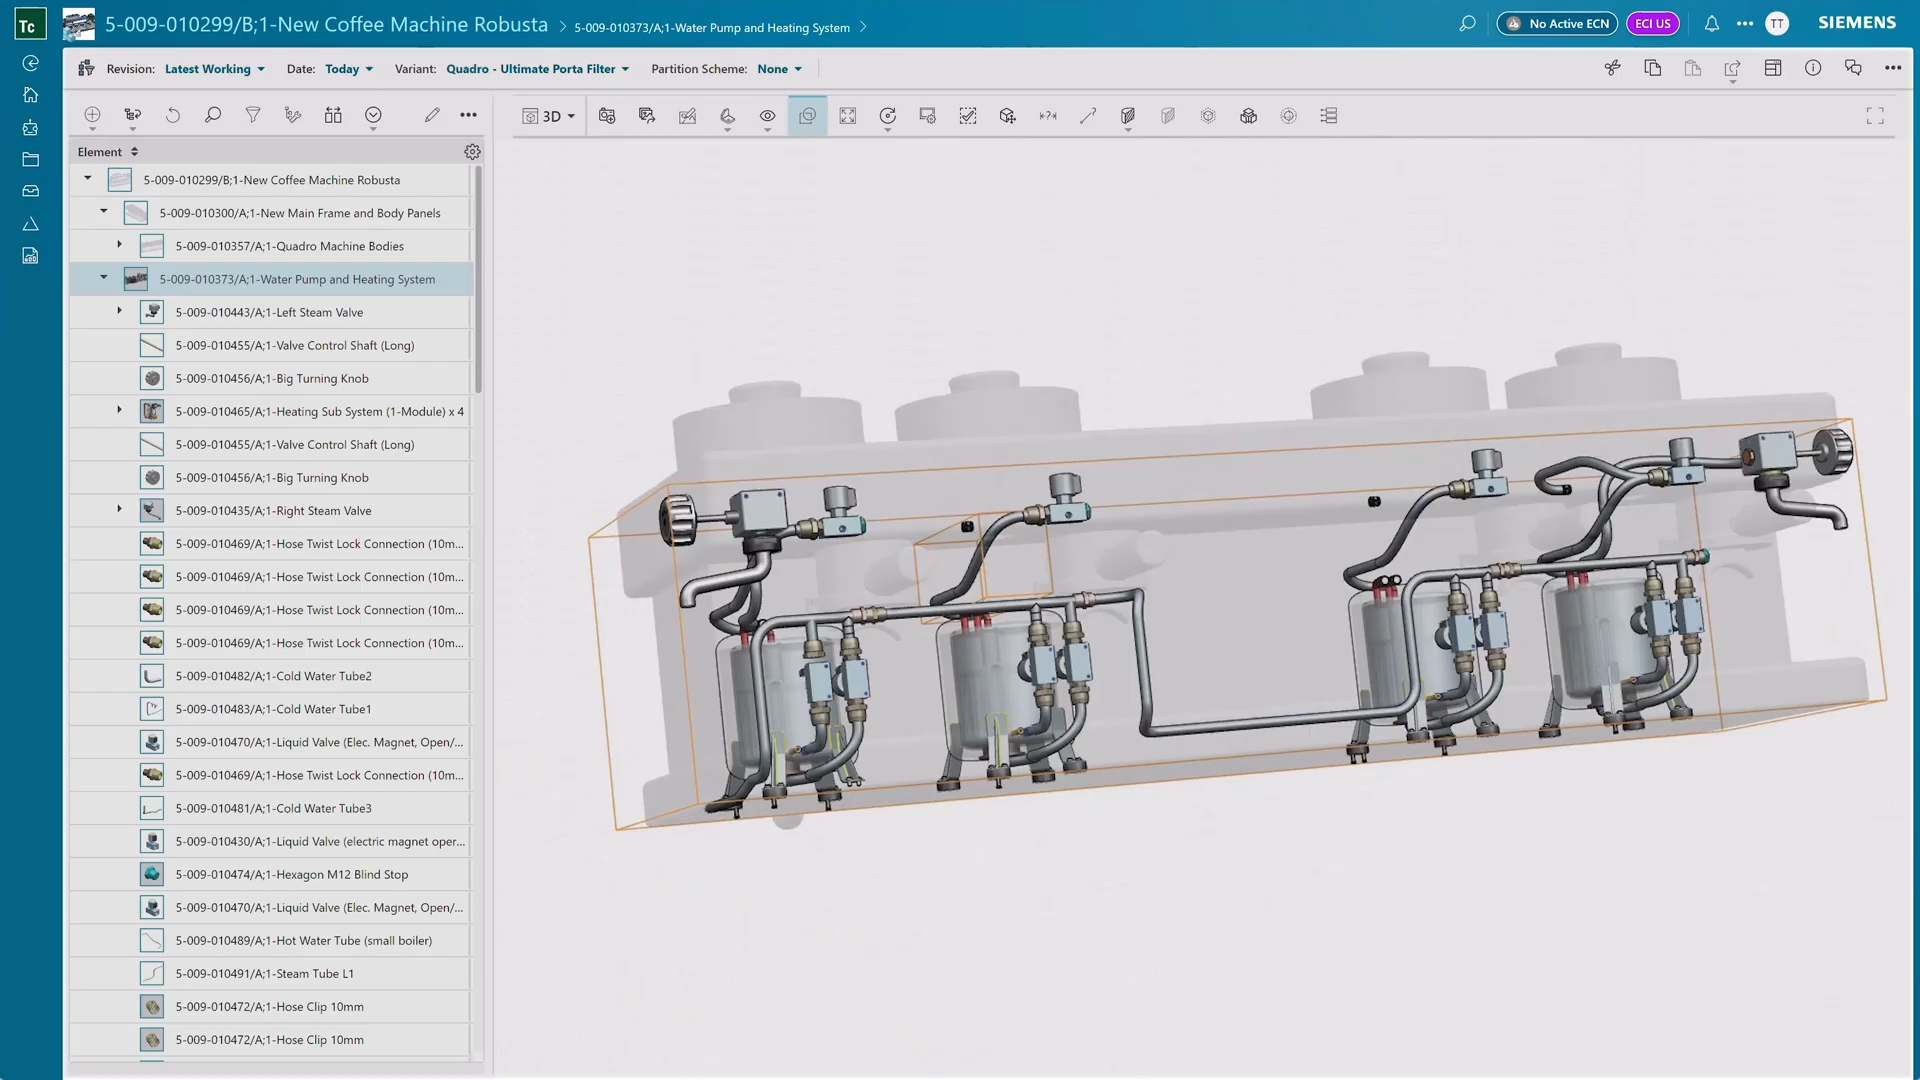 Tc
5-009-010299/B;1-New Coffee Machine Robusta
5-009-010373/A;1-Water Pump and Heating System
No Active ECN
ECI US
TT
SIEMENS
Revision: Latest Working
Date: Today
Variant: Quadro - Ultimate Porta Filter
Partition Scheme: None
3D
Element
5-009-010299/B;1-New Coffee Machine Robusta
5-009-010300/A;1-New Main Frame and Body Panels
5-009-010357/A;1-Quadro Machine Bodies
5-009-010373/A;1-Water Pump and Heating System
5-009-010443/A;1-Left Steam Valve
5-009-010455/A;1-Valve Control Shaft (Long)
5-009-010456/A;1-Big Turning Knob
5-009-010465/A;1-Heating Sub System (1-Module) x 4
5-009-010455/A;1-Valve Control Shaft (Long)
5-009-010456/A;1-Big Turning Knob
5-009-010435/A;1-Right Steam Valve
5-009-010469/A;1-Hose Twist Lock Connection (10m...
5-009-010469/A;1-Hose Twist Lock Connection (10m...
5-009-010469/A;1-Hose Twist Lock Connection (10m...
5-009-010469/A;1-Hose Twist Lock Connection (10m...
5-009-010482/A;1-Cold Water Tube2
5-009-010483/A;1-Cold Water Tube1
5-009-010470/A;1-Liquid Valve (Elec. Magnet, Open/...
5-009-010469/A;1-Hose Twist Lock Connection (10m...
5-009-010481/A;1-Cold Water Tube3
5-009-010430/A;1-Liquid Valve (electric magnet oper...
5-009-010474/A;1-Hexagon M12 Blind Stop
5-009-010470/A;1-Liquid Valve (Elec. Magnet, Open/...
5-009-010489/A;1-Hot Water Tube (small boiler)
5-009-010491/A;1-Steam Tube L1
5-009-010472/A;1-Hose Clip 10mm
5-009-010472/A;1-Hose Clip 10mm